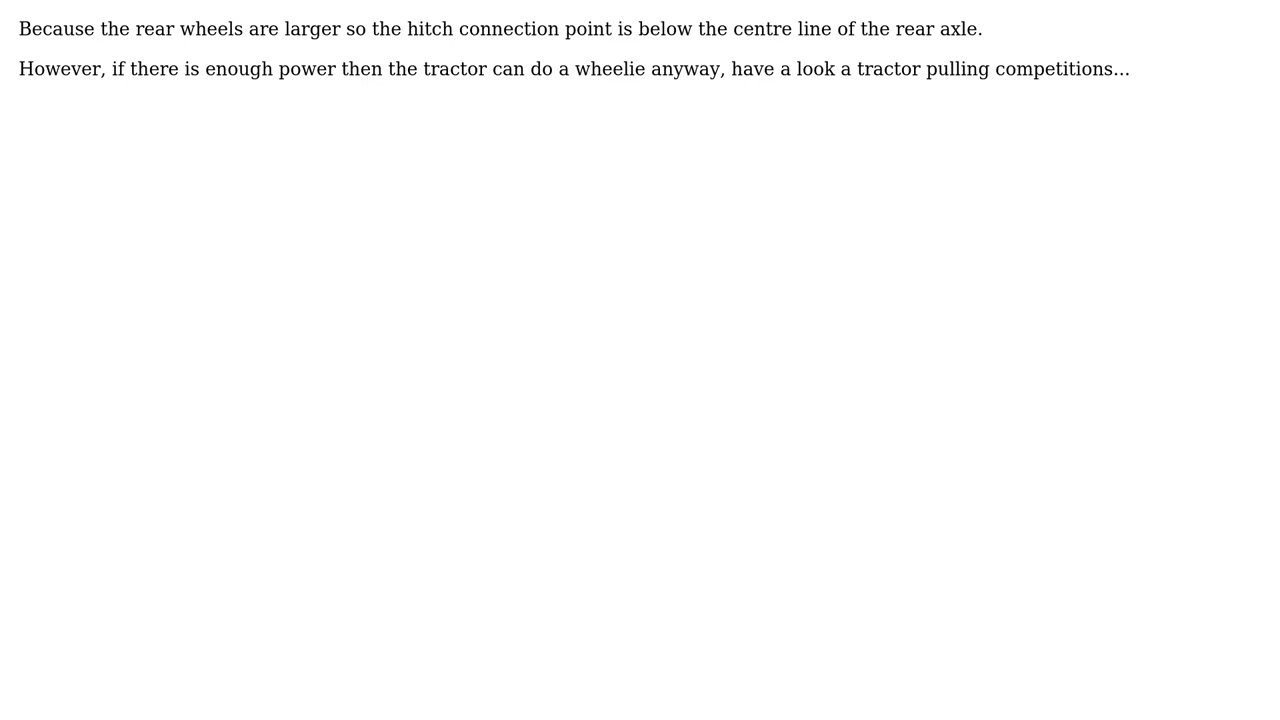 Because the rear wheels are larger so the hitch connection point is below the centre line of the rear axle.
However, if there is enough power then the tractor can do a wheelie anyway, have a look a tractor pulling competitions...